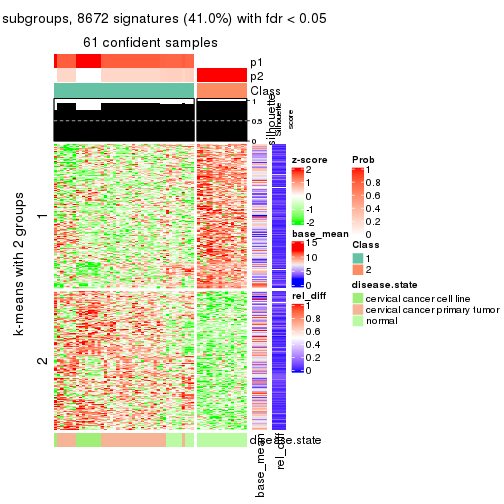 subgroups, 8672 signatures (41.0%) with fdr < 0.05
61 confident samples
p1
p2
Class
1
0.5
0
silhouette
Silhouette
score
k-means with 2 groups
1
2
z-score
2
1
0
-1
-2
base_mean
15
10
5
0
rel_diff
1
0.8
0.6
0.4
0.2
0
Prob
1
0.8
0.6
0.4
0.2
0
Class
1
2
disease.state
cervical cancer cell line
cervical cancer primary tumor
normal
disease.state
base_mean
rel_diff